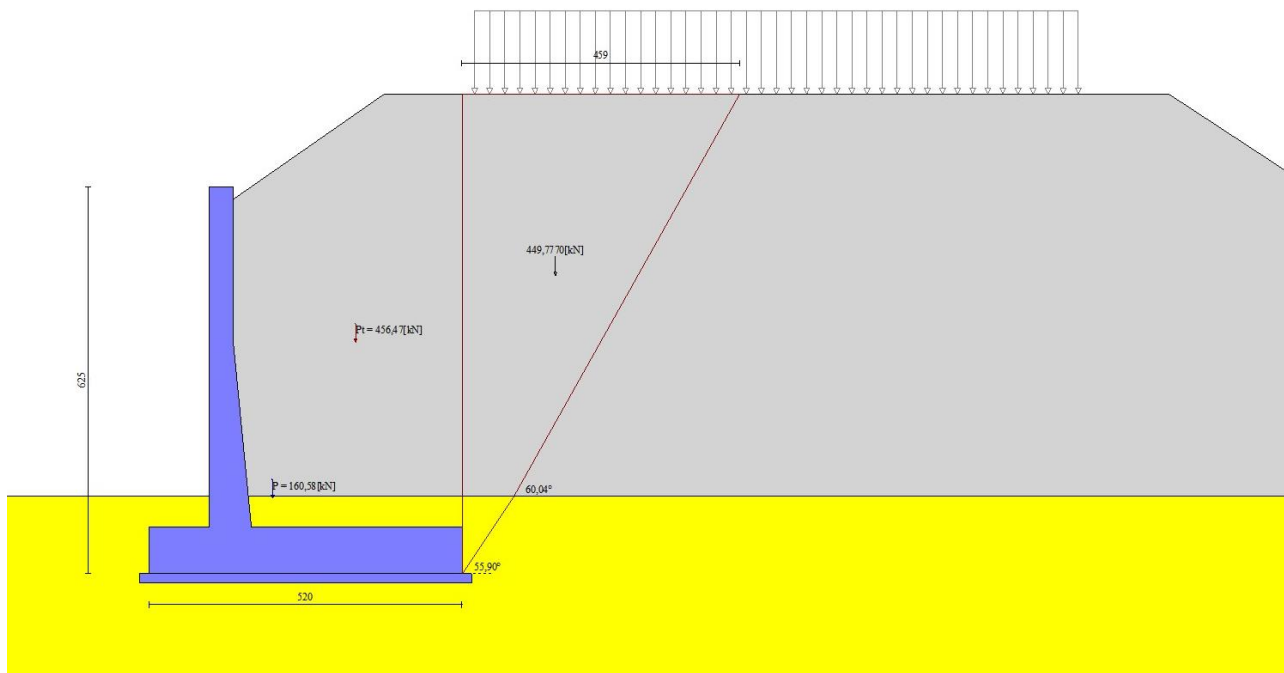 459
449,7770[kN]
Pt = 456,47[kN]
625
P = 160,58[kN]
60,04°
55,90°
520